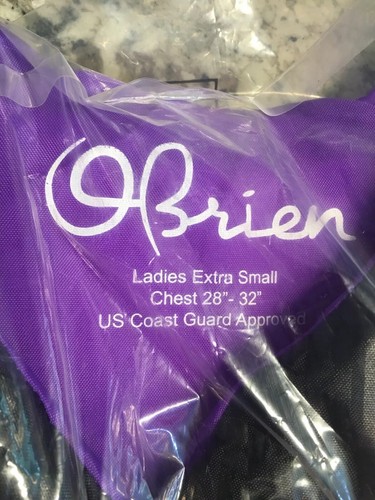 OBrien
Ladies Extra Small
Chest 28"- 32"
US Coast Guard Approved